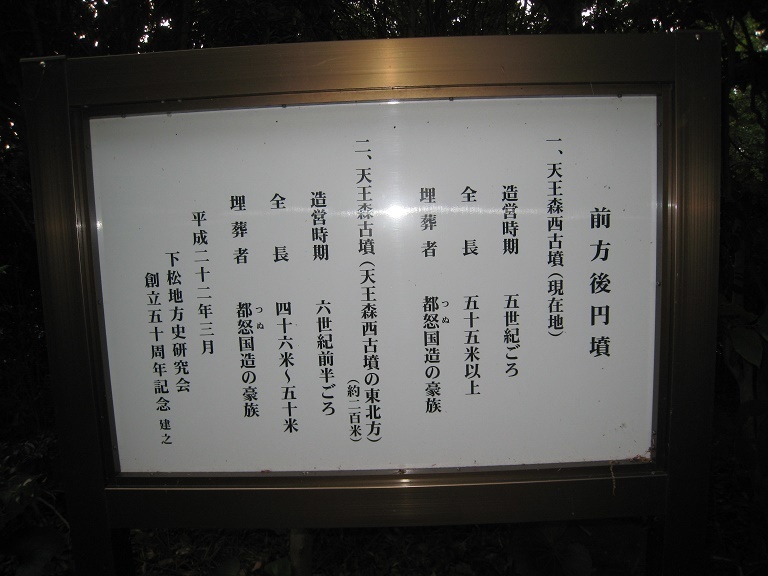 前方後円墳
一、天王森西古墳(現在地)
造営時期 五世紀ごろ
全長 五十五米以上
埋葬者 都怒国造の豪族
つぬ
二、天王森古墳(天王森西古墳の東北方)
(約二百米)
造営時期 六世紀前半ごろ
全長 四十六米~五十米
埋葬者 都怒国造の豪族
つぬ
平成二十二年三月
下松地方史研究会
創立五十周年記念 建之